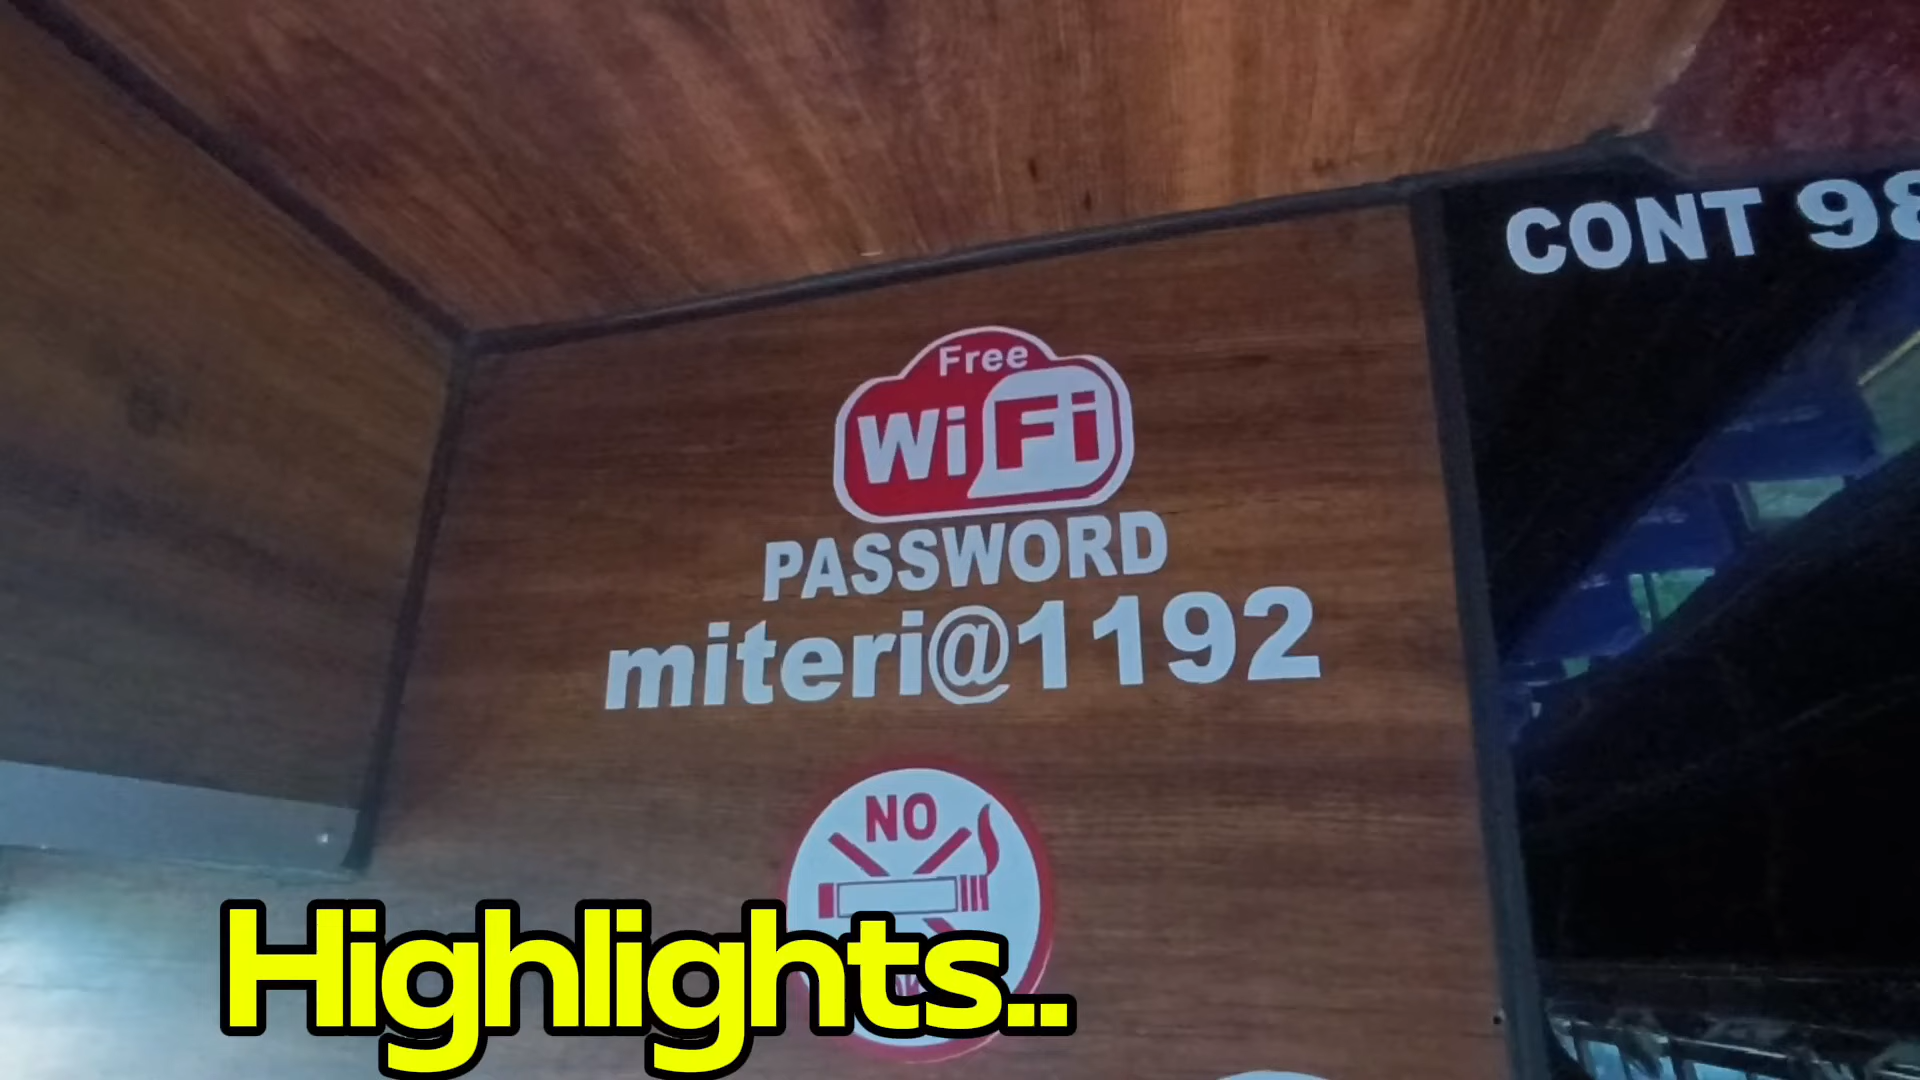 CONT 98
Free
WiFi
PASSWORD
miteri@1192
NO
Highlights..